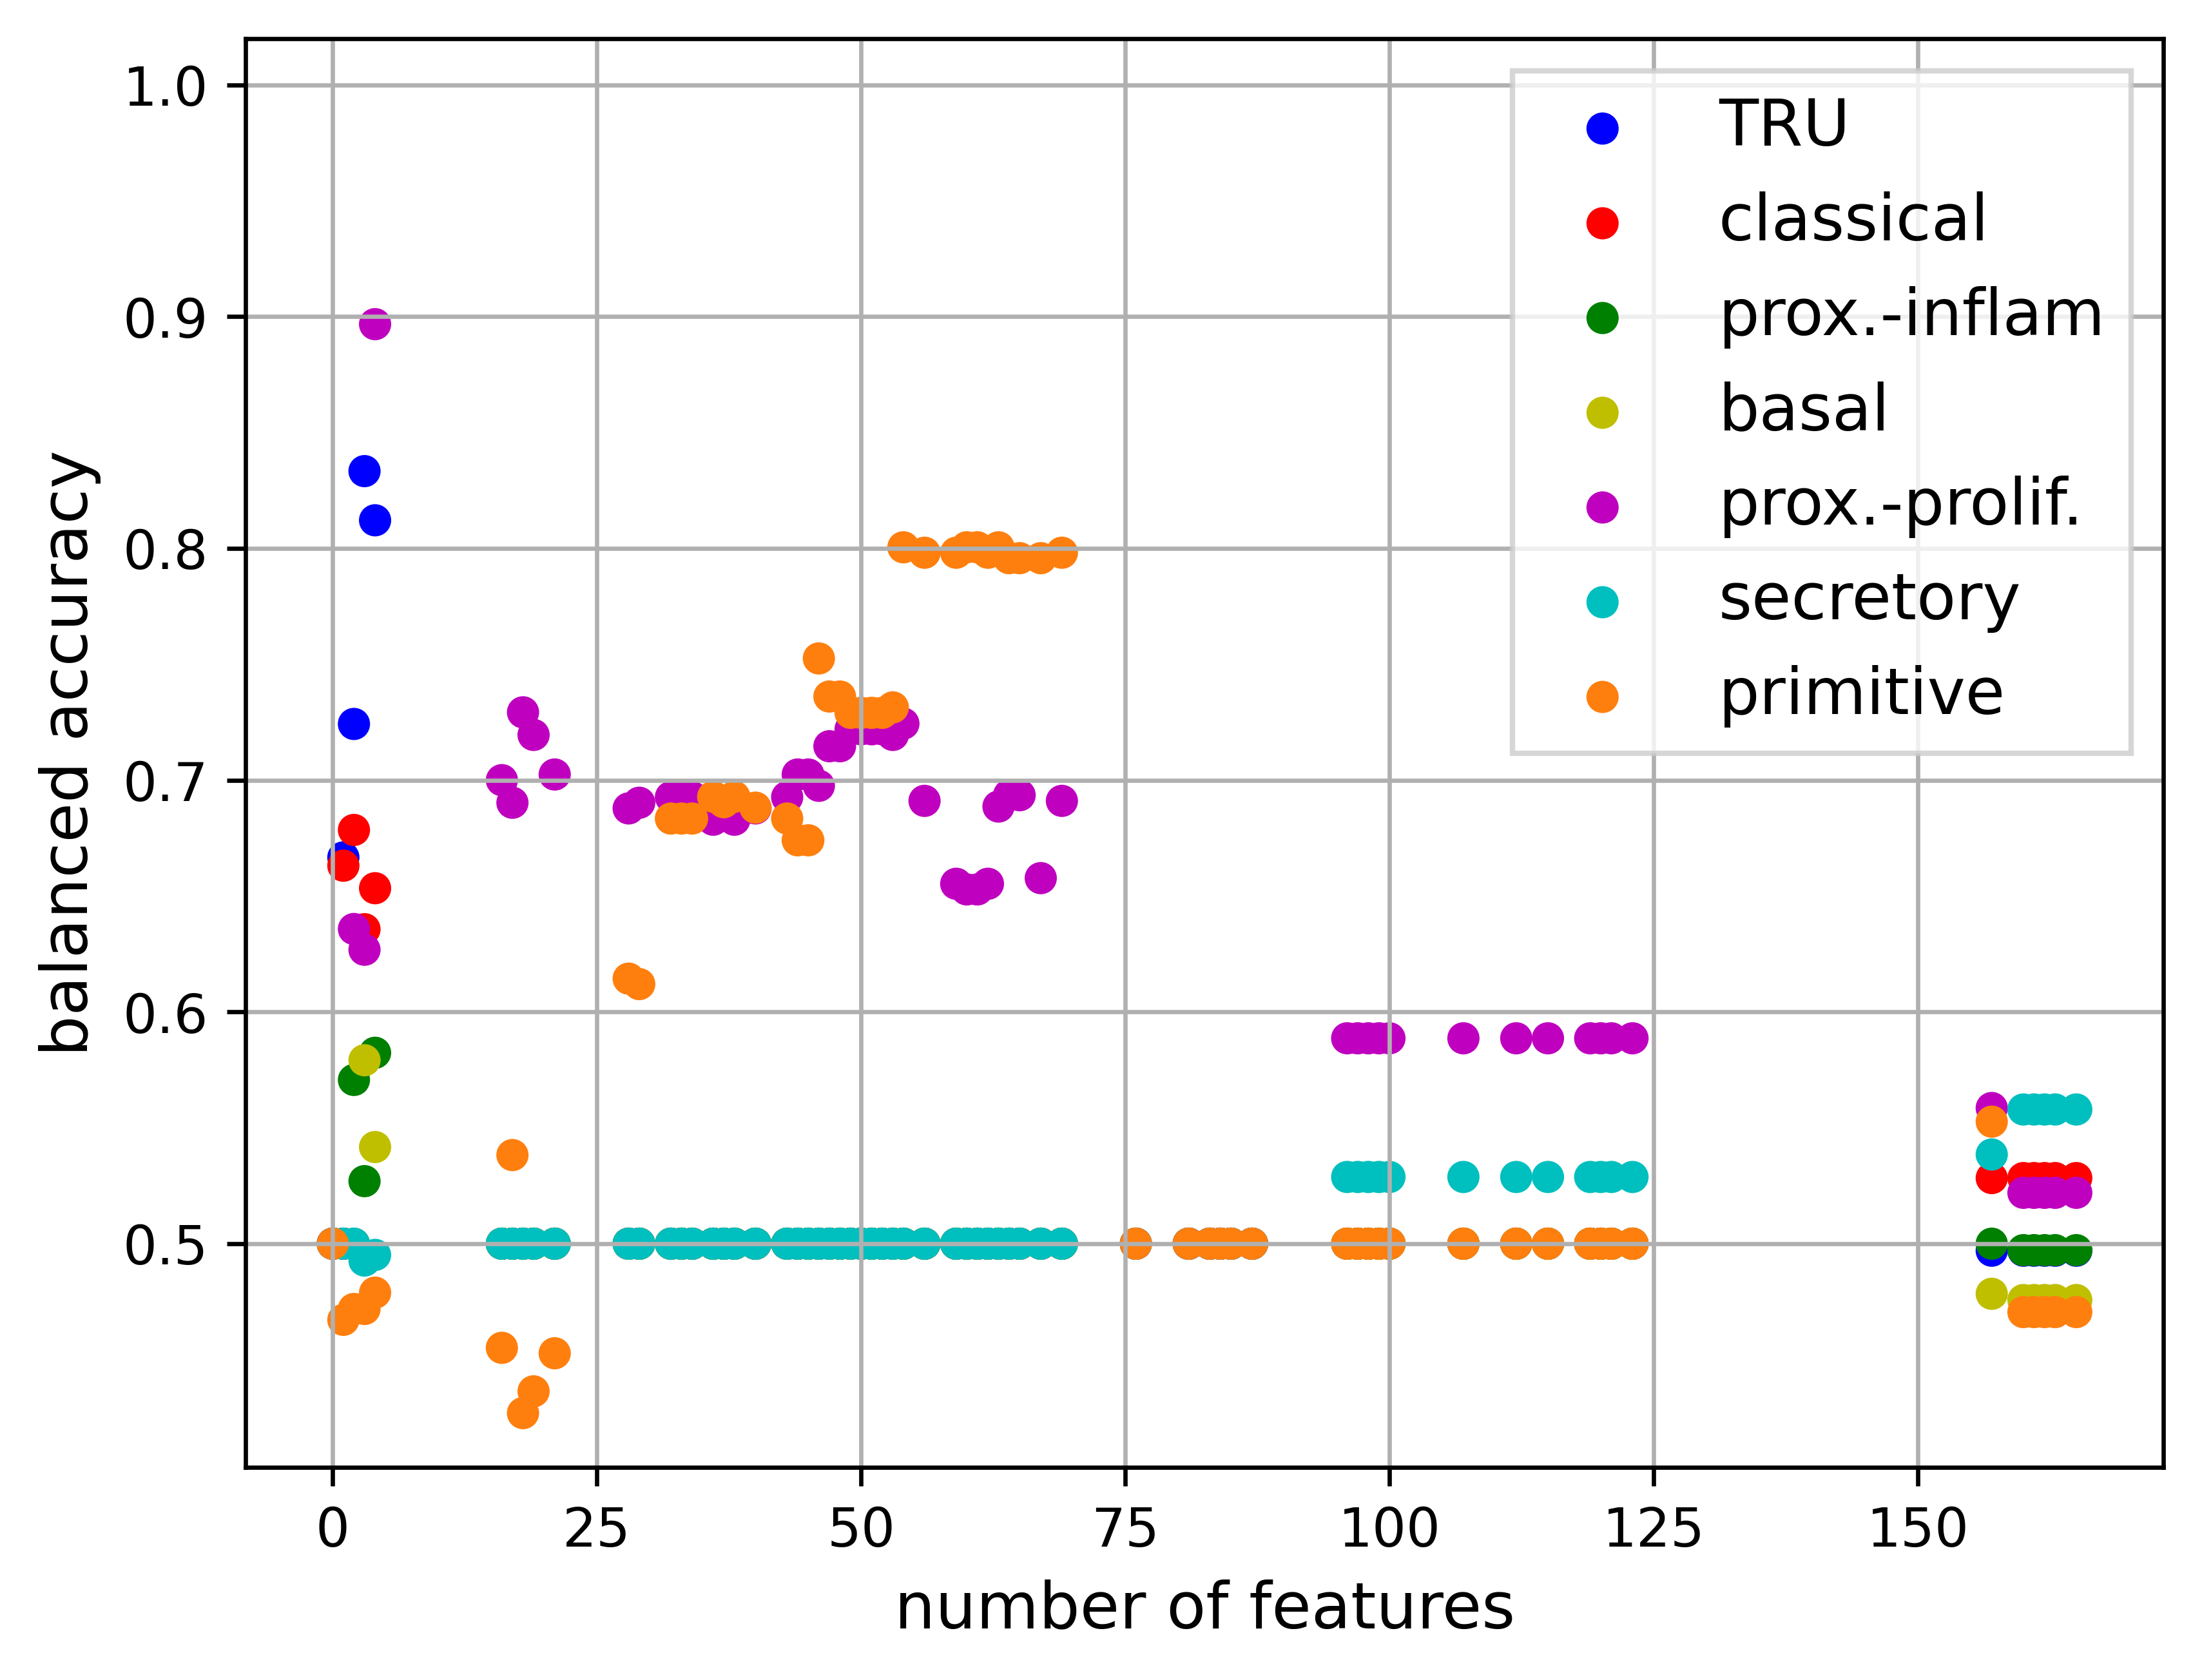 1.0
0.9
0.8
0.7
0.6
0.5
balanced accuracy
TRU
classical
prox.-inflam
basal
prox.-prolif.
secretory
primitive
0 25 50 75 100 125 150
number of features